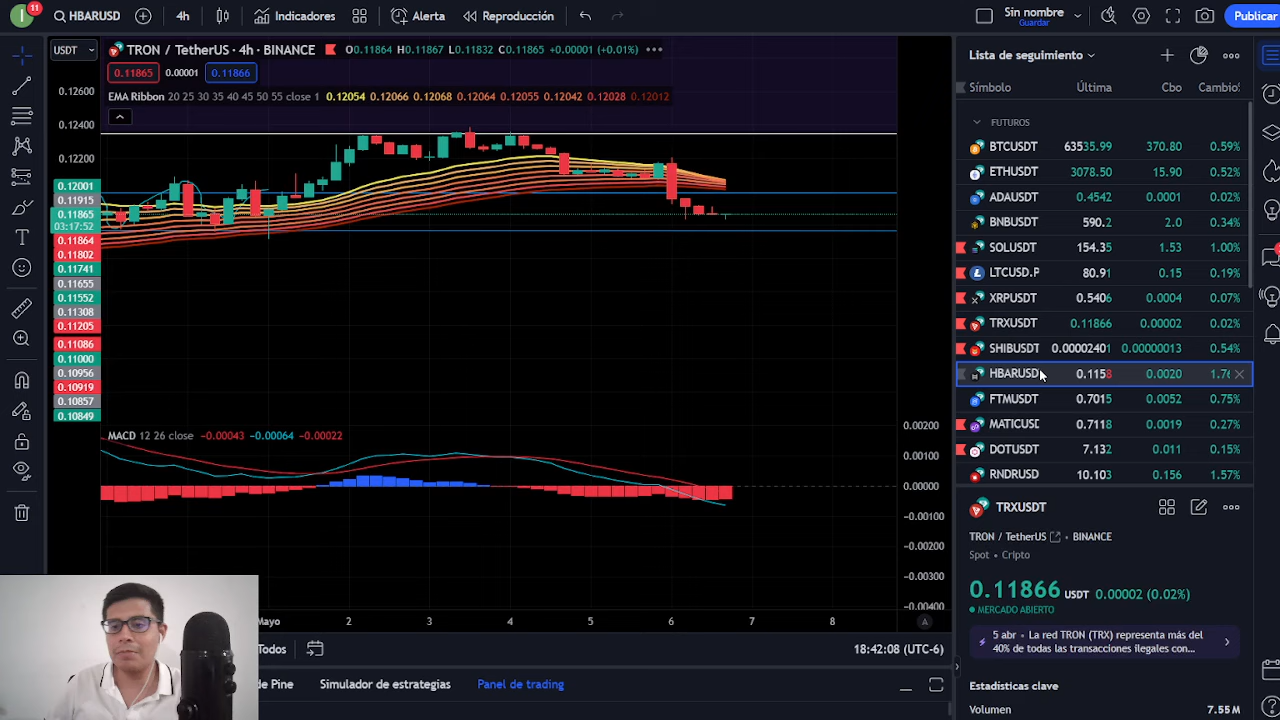 I
11
HBARUSD
4h
Indicadores
Alerta
Reproducción
Sin nombre
Guardar
Publicar
USDT
TRON / TetherUS · 4h · BINANCE
O0.11864 H0.11867 L0.11832 C0.11865 +0.00001 (+0.01%)
0.11865
0.00001
0.11866
EMA Ribbon 20 25 30 35 40 45 50 55 close 1 0.12054 0.12066 0.12068 0.12064 0.12055 0.12042 0.12028 0.12012
0.12600
0.12400
0.12200
0.12001
0.11915
0.11865
03:17:52
0.11864
0.11802
0.11741
0.11655
0.11552
0.11308
0.11205
0.11086
0.11000
0.10956
0.10919
0.10857
0.10849
MACD 12 26 close −0.00043 −0.00064 −0.00022
0.00200
0.00100
0.00000
−0.00100
−0.00200
−0.00300
−0.00400
Mayo
2
3
4
5
6
7
8
A
Todos
18:42:08 (UTC-6)
de Pine
Simulador de estrategias
Panel de trading
Lista de seguimiento
Símbolo Última Cbo Cambio
FUTUROS
BTCUSDT 63535.99 370.80 0.59%
ETHUSDT 3078.50 15.90 0.52%
ADAUSDT 0.4542 0.0001 0.02%
BNBUSDT 590.2 2.0 0.34%
SOLUSDT 154.35 1.53 1.00%
LTCUSD.P 80.91 0.15 0.19%
XRPUSDT 0.5406 0.0004 0.07%
TRXUSDT 0.11866 0.00002 0.02%
SHIBUSDT 0.00002401 0.00000013 0.54%
HBARUSD 0.1158 0.0020
FTMUSDT 0.7015 0.0052 0.75%
MATICUSD 0.7118 0.0019 0.27%
DOTUSDT 7.132 0.011 0.15%
RNDRUSD 10.103 0.156 1.57%
TRXUSDT
TRON / TetherUS • BINANCE
Spot • Cripto
0.11866 USDT 0.00002 (0.02%)
MERCADO ABIERTO
5 abr • La red TRON (TRX) representa más del
40% de todas las transacciones ilegales con...
Estadísticas clave
Volumen 7.55 M